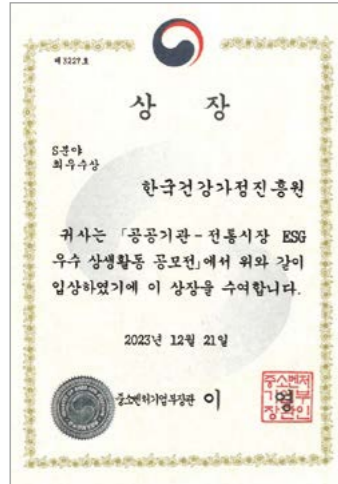 제3227호
상 장
S분야
최우수상
한국건강가정진흥원
귀사는 「공공기관-전통시장 ESG
우수 상생활동 공모전」에서 위와 같이
입상하였기에 이 상장을 수여합니다.
2023년 12월 21일
중소벤처기업부장관 이 영
중소벤처
기업부
장관인